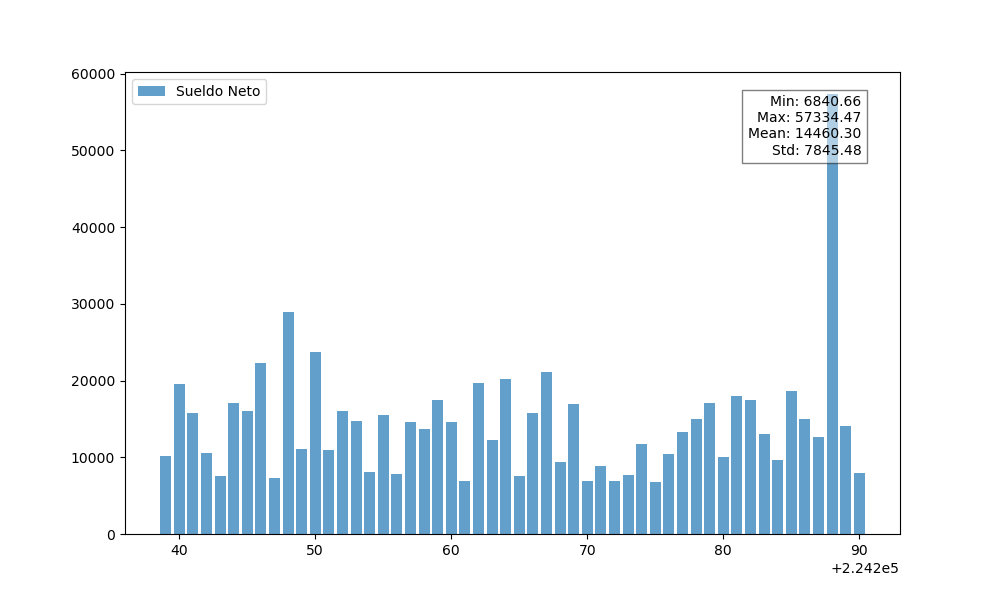 Sueldo Neto
Min: 6840.66
Max: 57334.47
Mean: 14460.30
Std: 7845.48
60000
50000
40000
30000
20000
10000
0
40 50 60 70 80 90
+2.242e5